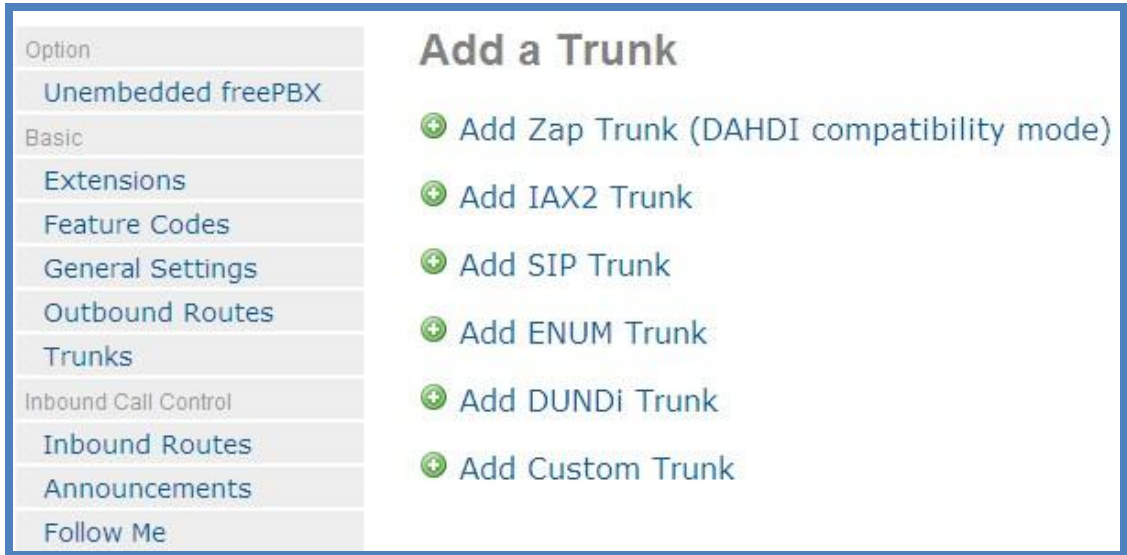 Option
Unembedded freePBX
Basic
Extensions
Feature Codes
General Settings
Outbound Routes
Trunks
Inbound Call Control
Inbound Routes
Announcements
Follow Me
Add a Trunk
Add Zap Trunk (DAHDI compatibility mode)
Add IAX2 Trunk
Add SIP Trunk
Add ENUM Trunk
Add DUNDi Trunk
Add Custom Trunk